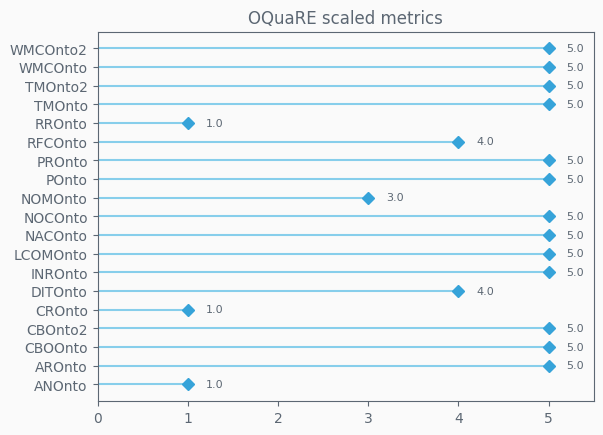 OQuaRE scaled metrics
WMCOnto2 5.0
WMCOnto 5.0
TMOnto2 5.0
TMOnto 5.0
RROnto 1.0
RFCOnto 4.0
PROnto 5.0
POnto 5.0
NOMOnto 3.0
NOCOnto 5.0
NACOnto 5.0
LCOMOnto 5.0
INROnto 5.0
DITOnto 4.0
CROnto 1.0
CBOnto2 5.0
CBOOnto 5.0
AROnto 5.0
ANOnto 1.0
0 1 2 3 4 5